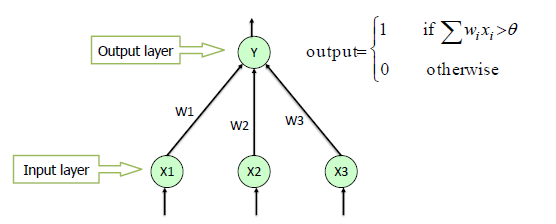 Output layer
Y
output= { 1 if ∑wᵢxᵢ>θ
0 otherwise
W1
W2
W3
Input layer
X1
X2
X3